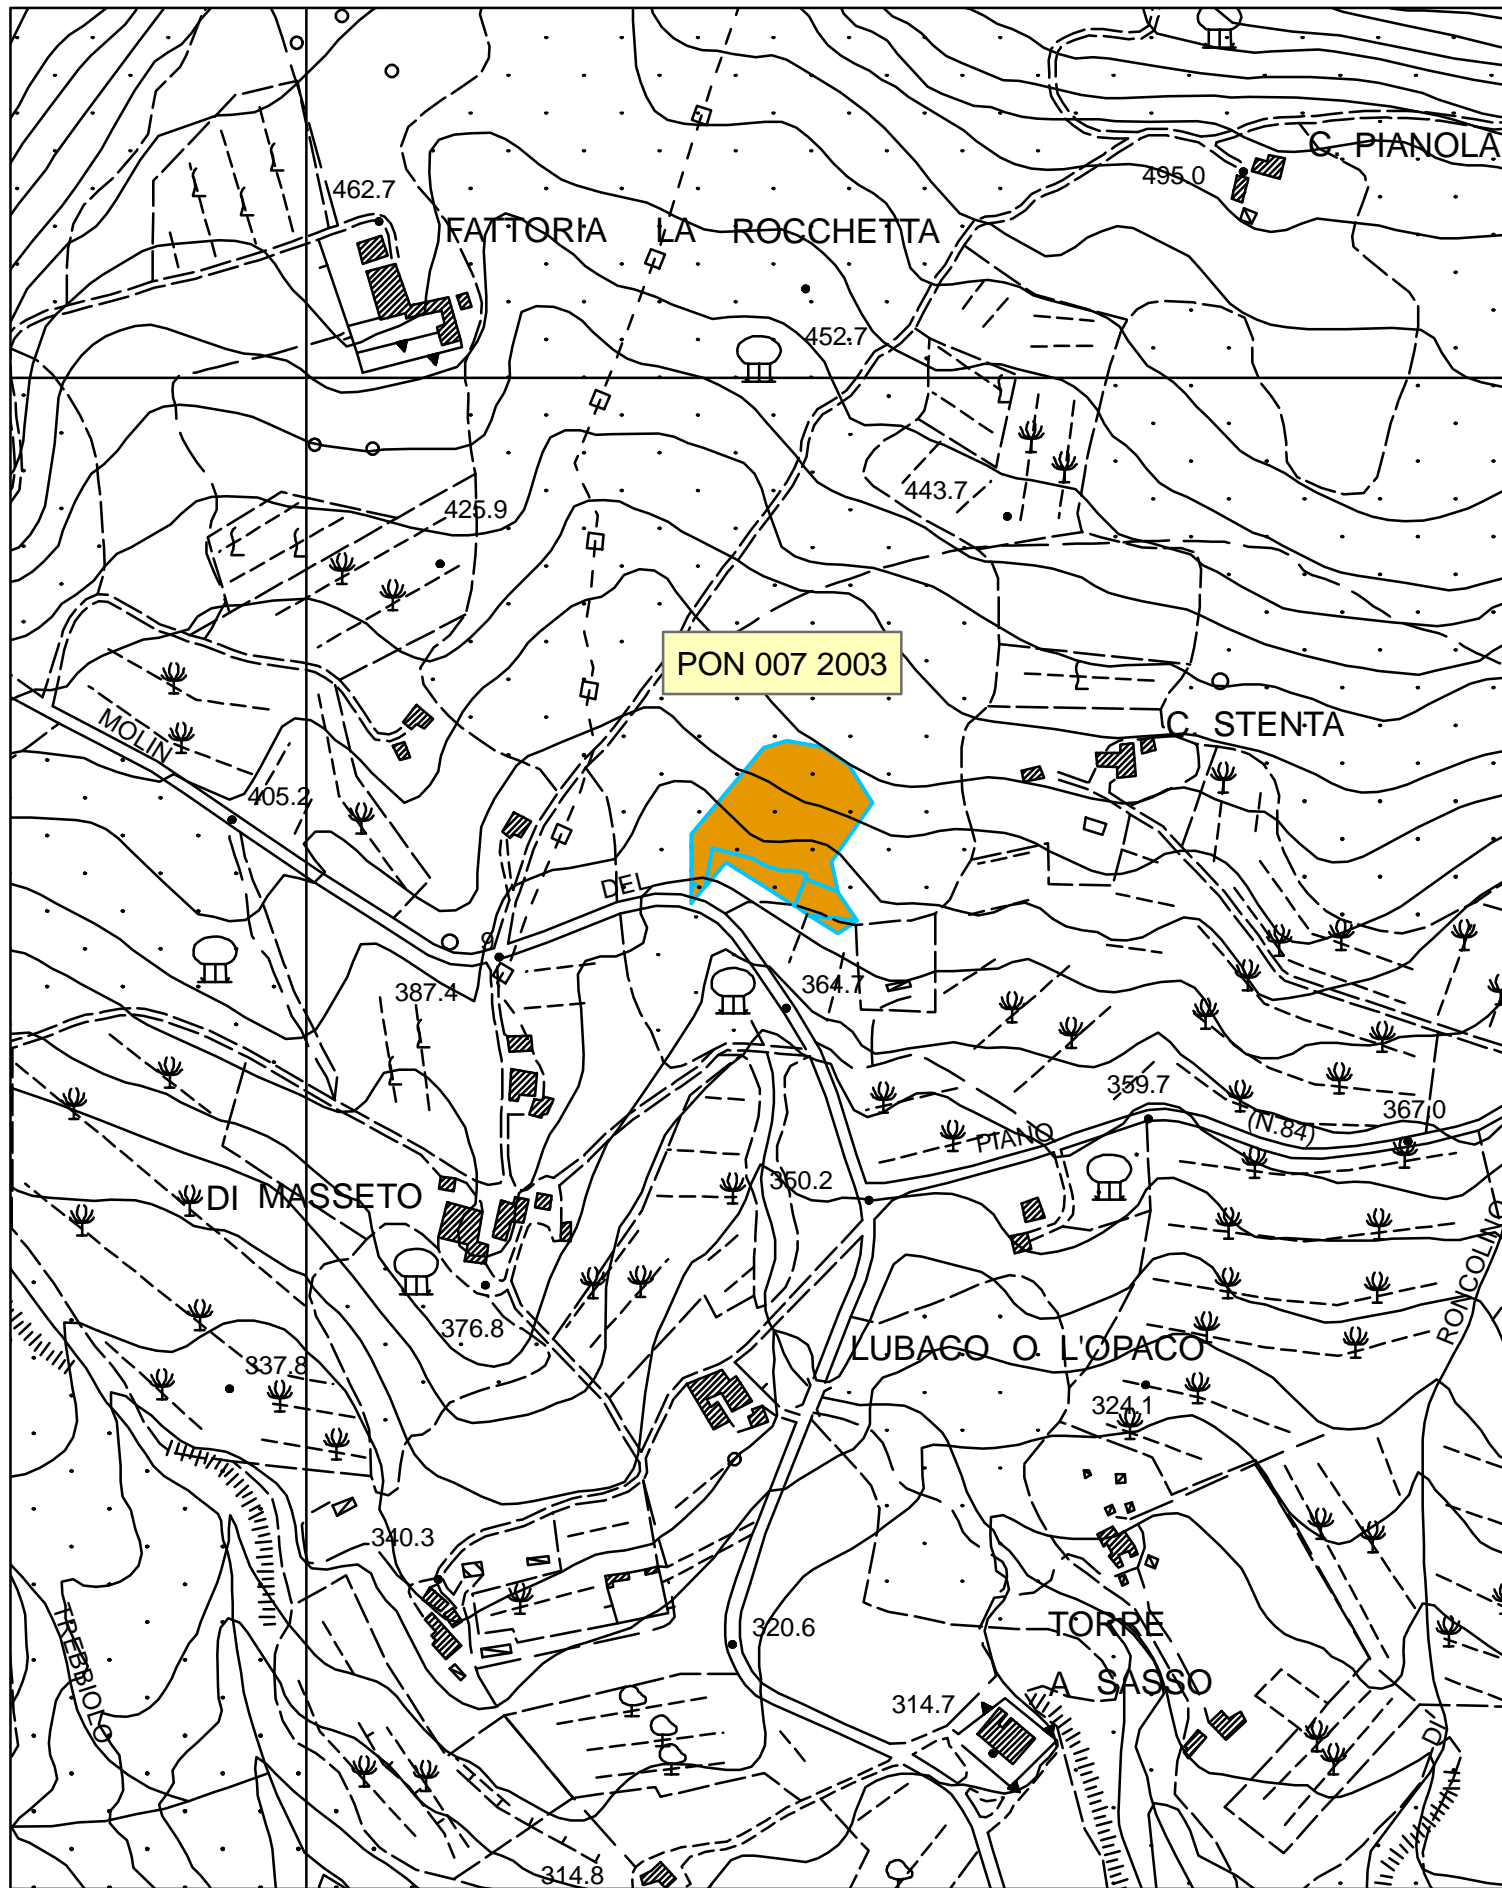 C. PIANOLA
495.0
462.7
FATTORIA LA ROCCHETTA
452.7
443.7
425.9
PON 007 2003
C. STENTA
MOLIN
405.2
DEL
9
387.4
364.7
359.7
367.0
(N.84)
PIANO
350.2
DI MASSETO
RONCOLINO
376.8
LUBACO O L'OPACO
337.8
324.1
340.3
TORRE
320.6
TREBBIOLO
A SASSO
314.7
DI
314.8